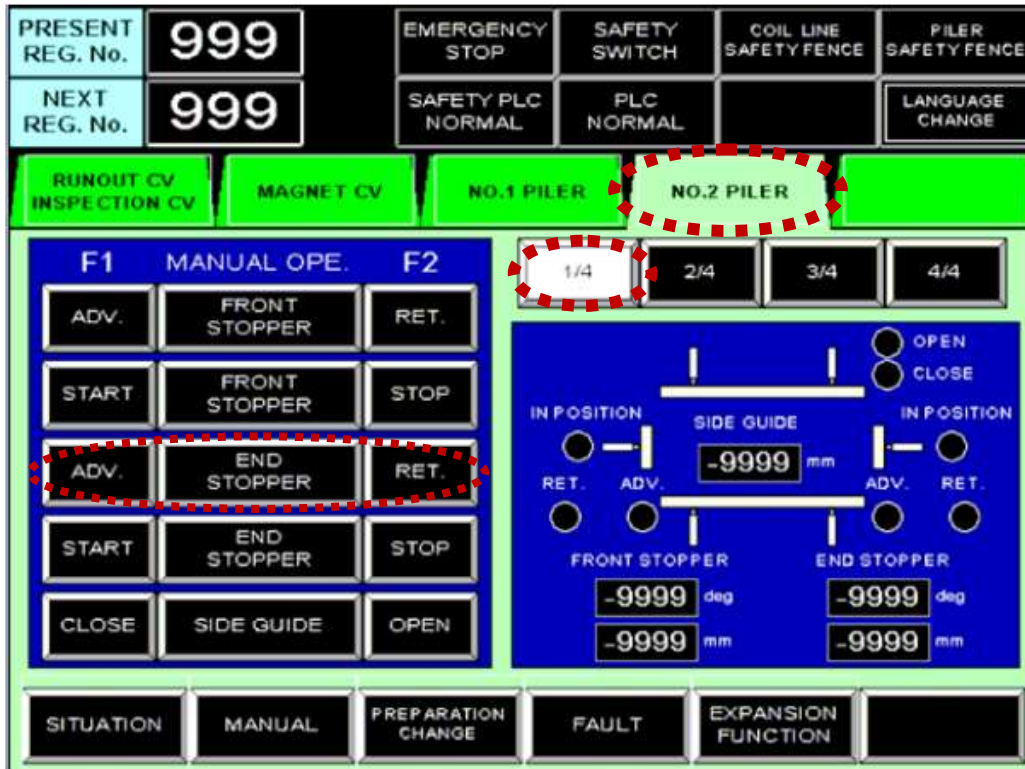 PRESENT
REG. No.
999
EMERGENCY
STOP
SAFETY
SWITCH
COIL LINE
SAFETY FENCE
PILER
SAFETY FENCE
NEXT
REG. No.
999
SAFETY PLC
NORMAL
PLC
NORMAL
LANGUAGE
CHANGE
RUNOUT CV
INSPECTION CV
MAGNET CV
NO.1 PILER
NO.2 PILER
F1
MANUAL OPE.
F2
ADV.
FRONT
STOPPER
RET.
START
FRONT
STOPPER
STOP
ADV.
END
STOPPER
RET.
START
END
STOPPER
STOP
CLOSE
SIDE GUIDE
OPEN
1/4
2/4
3/4
4/4
OPEN
CLOSE
IN POSITION
SIDE GUIDE
IN POSITION
-9999 mm
RET.
ADV.
ADV.
RET.
FRONT STOPPER
END STOPPER
-9999 deg
-9999 deg
-9999 mm
-9999 mm
SITUATION
MANUAL
PREPARATION
CHANGE
FAULT
EXPANSION
FUNCTION